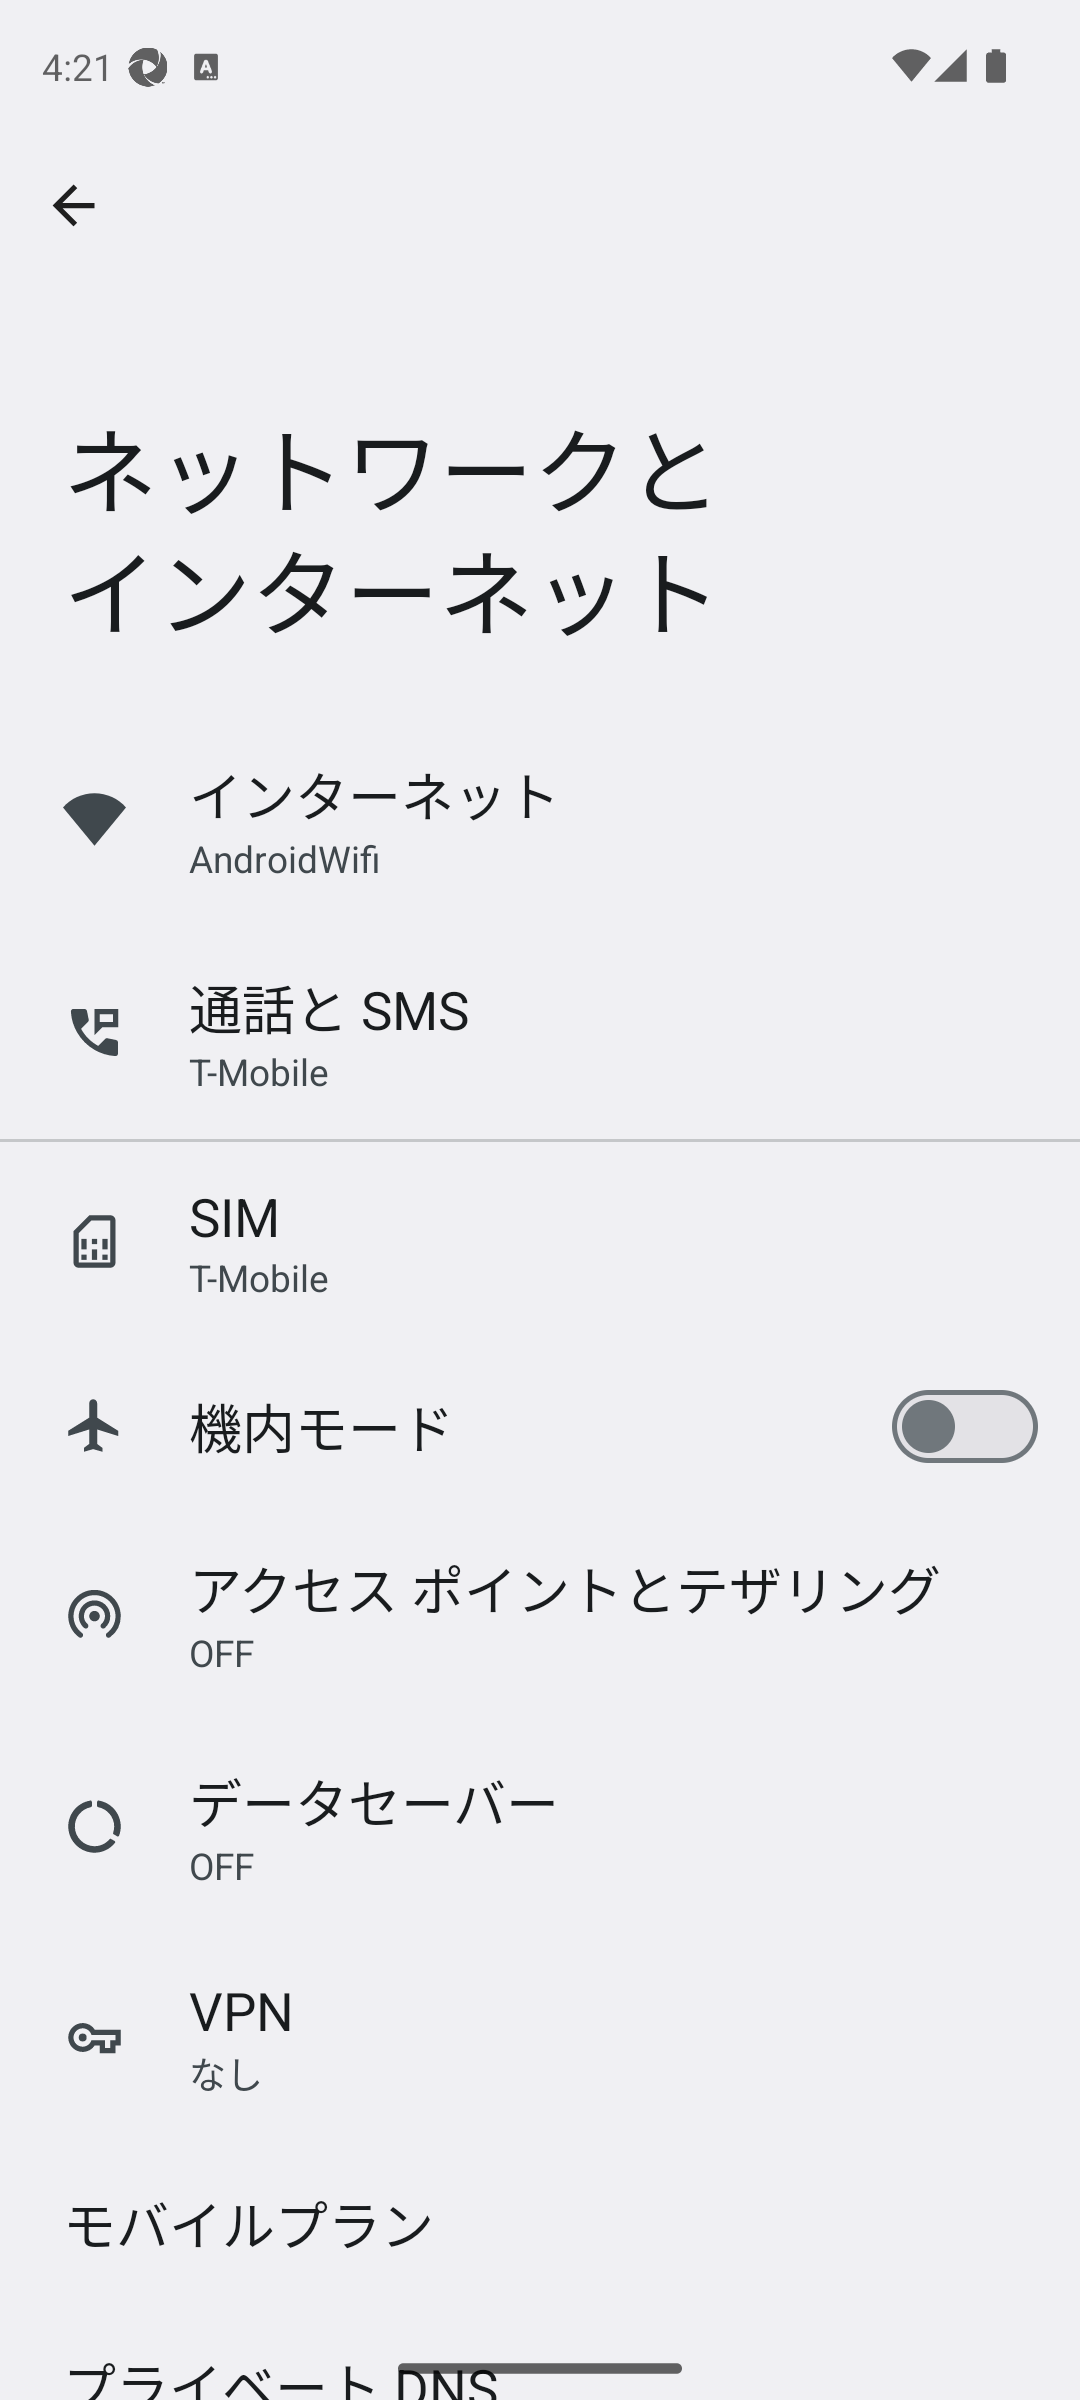 4:21
ネットワークと
インターネット
インターネット
AndroidWifi
通話と SMS
T-Mobile
SIM
T-Mobile
機内モード
アクセス ポイントとテザリング
OFF
データセーバー
OFF
VPN
なし
モバイルプラン
プライベート DNS